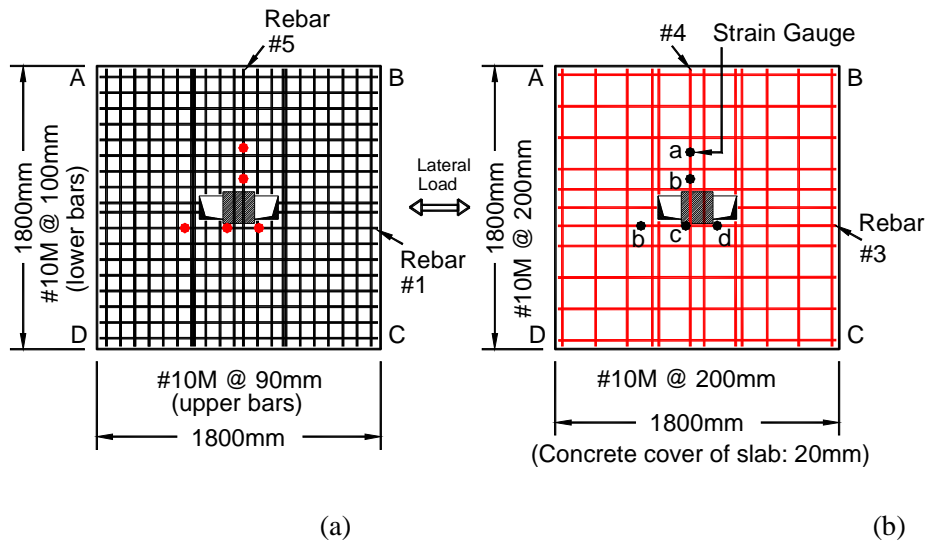 Rebar
#5
A
B
1800mm
#10M @ 100mm
(lower bars)
D
C
Rebar
#1
#10M @ 90mm
(upper bars)
1800mm
Lateral
Load
#4
Strain Gauge
A
B
a
b
b
c
d
1800mm
#10M @ 200mm
Rebar
#3
D
C
#10M @ 200mm
1800mm
(Concrete cover of slab: 20mm)
(a)
(b)